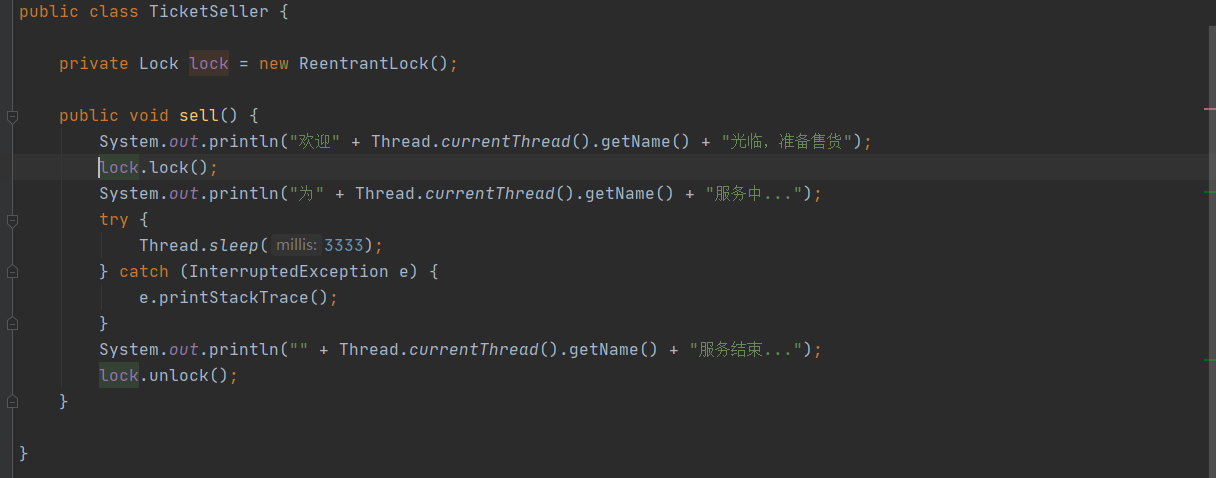 public class TicketSeller {
private Lock lock = new ReentrantLock();
public void sell() {
System.out.println("欢迎" + Thread.currentThread().getName() + "光临，准备售货");
lock.lock();
System.out.println("为" + Thread.currentThread().getName() + "服务中...");
try {
Thread.sleep( millis: 3333);
} catch (InterruptedException e) {
e.printStackTrace();
}
System.out.println("" + Thread.currentThread().getName() + "服务结束...");
lock.unlock();
}
}